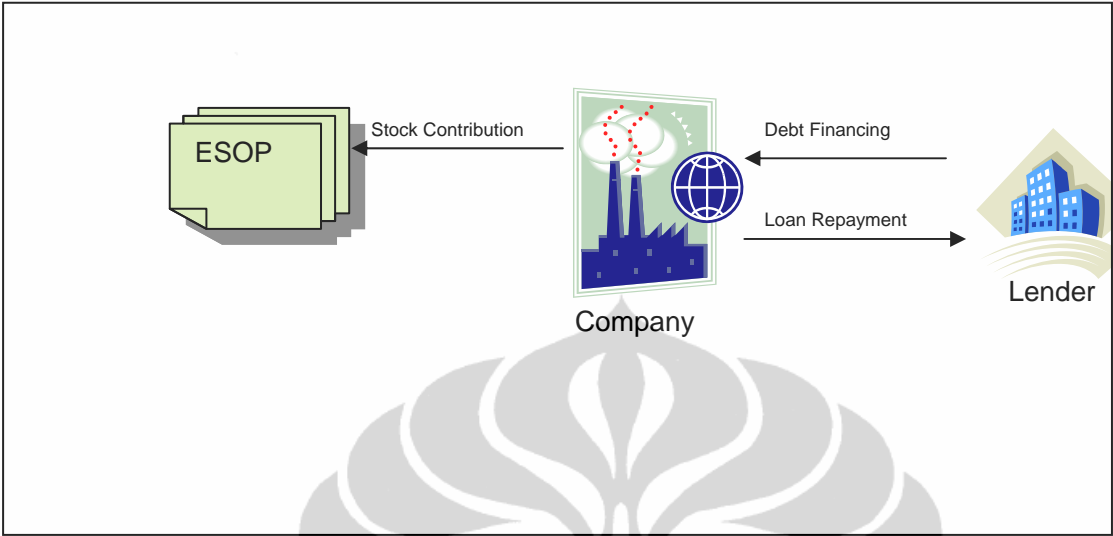 ESOP
Stock Contribution
Debt Financing
Loan Repayment
Company
Lender